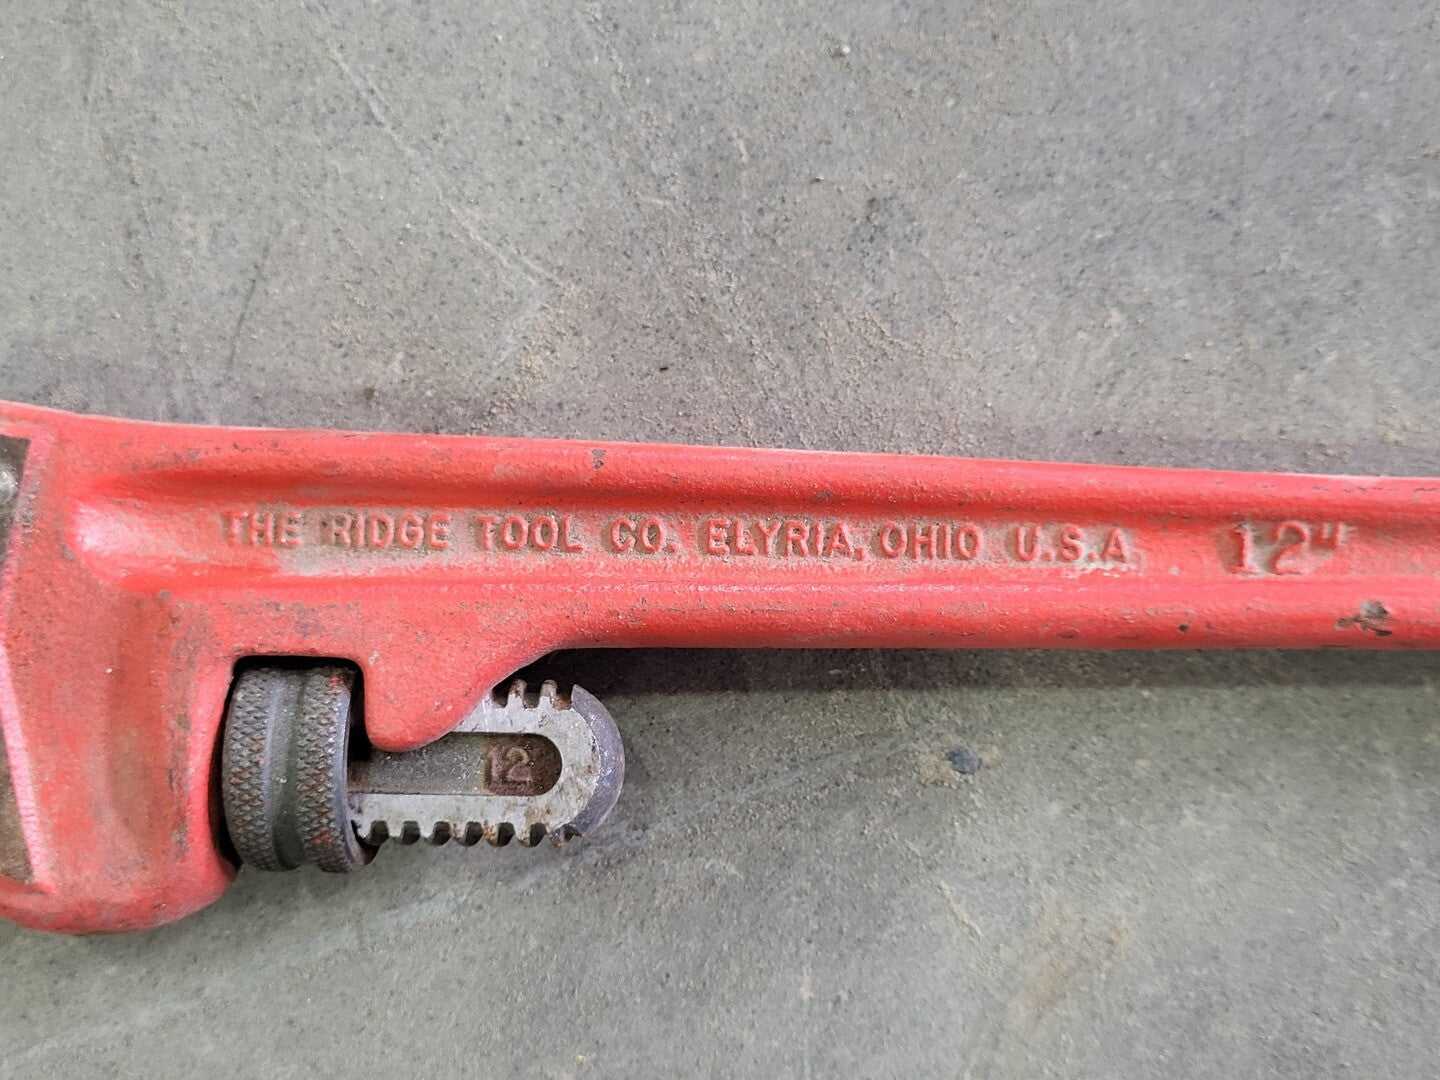 THE RIDGE TOOL CO. ELYRIA, OHIO U.S.A. 12"
12